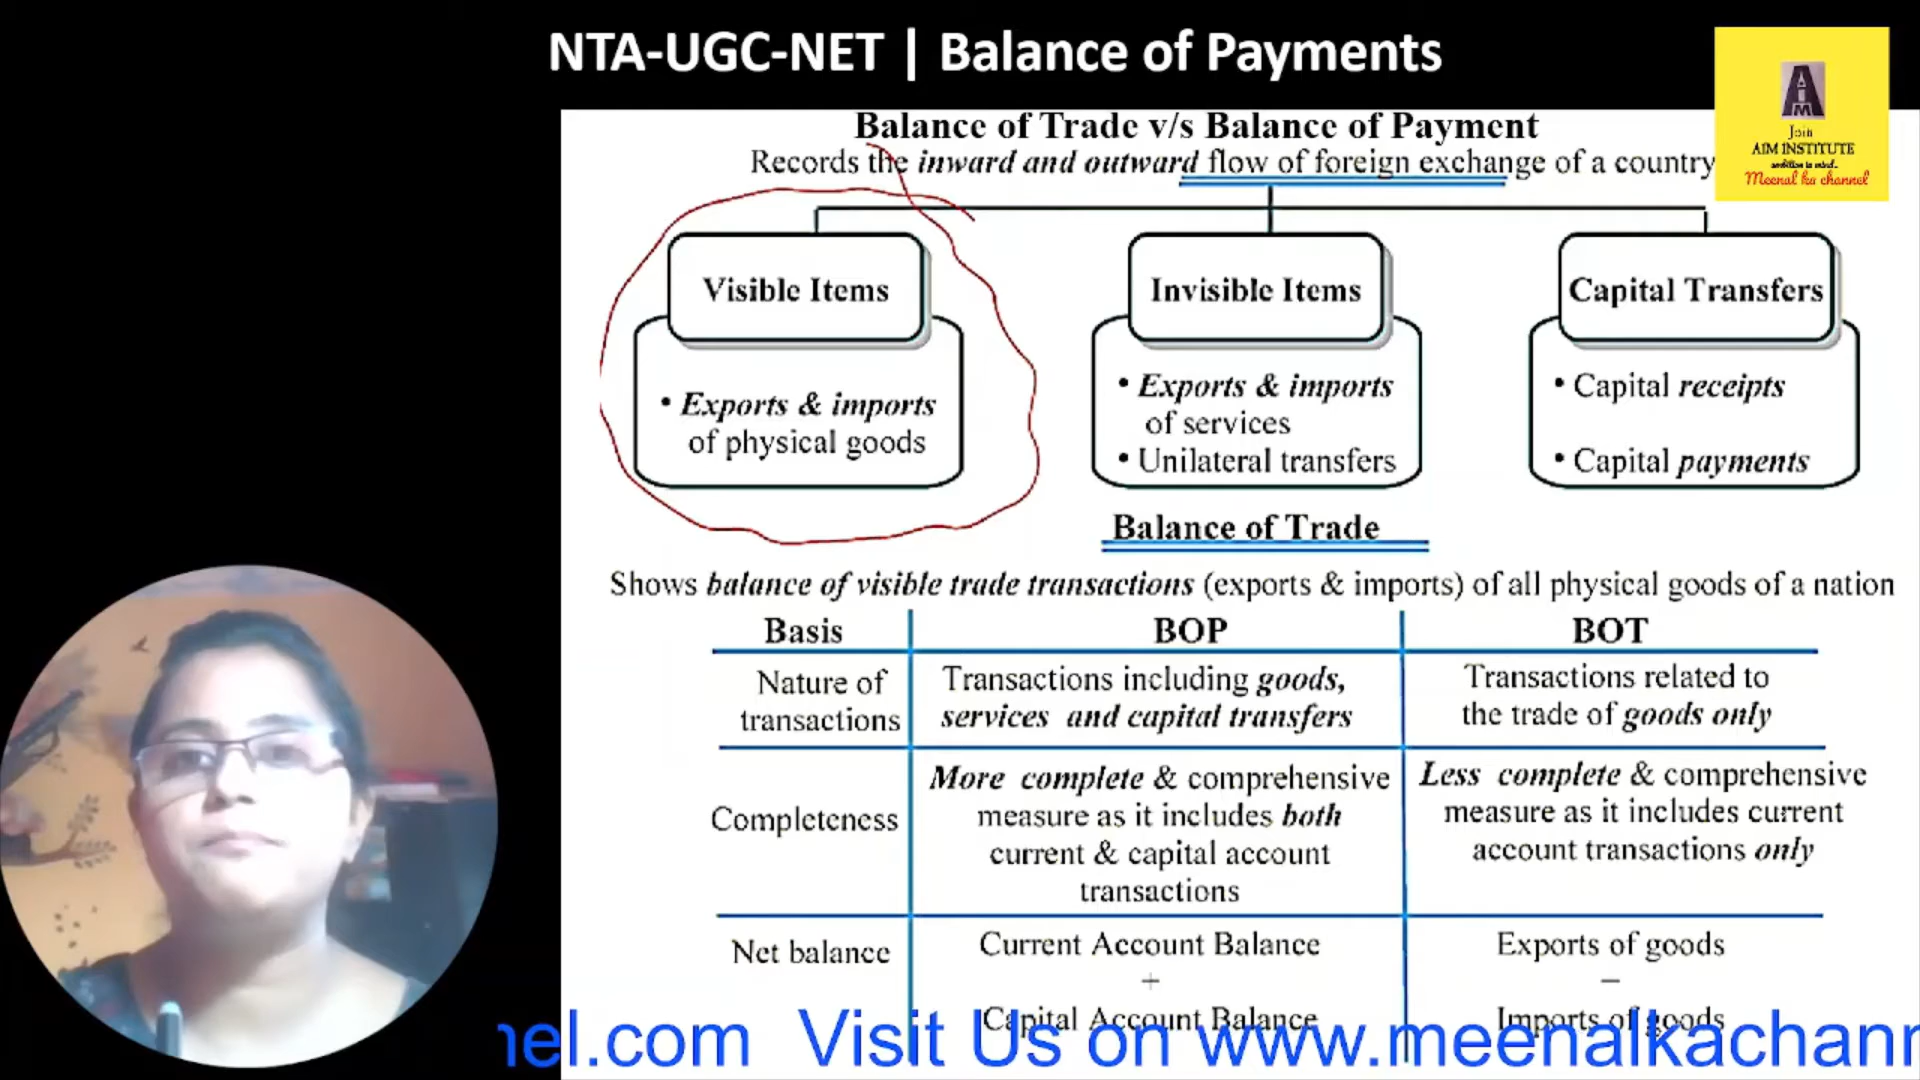 NTA-UGC-NET | Balance of Payments
AIM
Join
AIM INSTITUTE
Meenal ka channel
Balance of Trade v/s Balance of Payment
Records the inward and outward flow of foreign exchange of a country
Visible Items
Invisible Items
Capital Transfers
• Exports & imports
of physical goods
• Exports & imports
of services
• Unilateral transfers
• Capital receipts
• Capital payments
Balance of Trade
Shows balance of visible trade transactions (exports & imports) of all physical goods of a nation
Basis
BOP
BOT
Nature of
transactions
Transactions including goods,
services and capital transfers
Transactions related to
the trade of goods only
Completeness
More complete & comprehensive
measure as it includes both
current & capital account
transactions
Less complete & comprehensive
measure as it includes current
account transactions only
Net balance
Current Account Balance
+
Capital Account Balance
Exports of goods
–
Imports of goods
nel.com Visit Us on www.meenalkachann